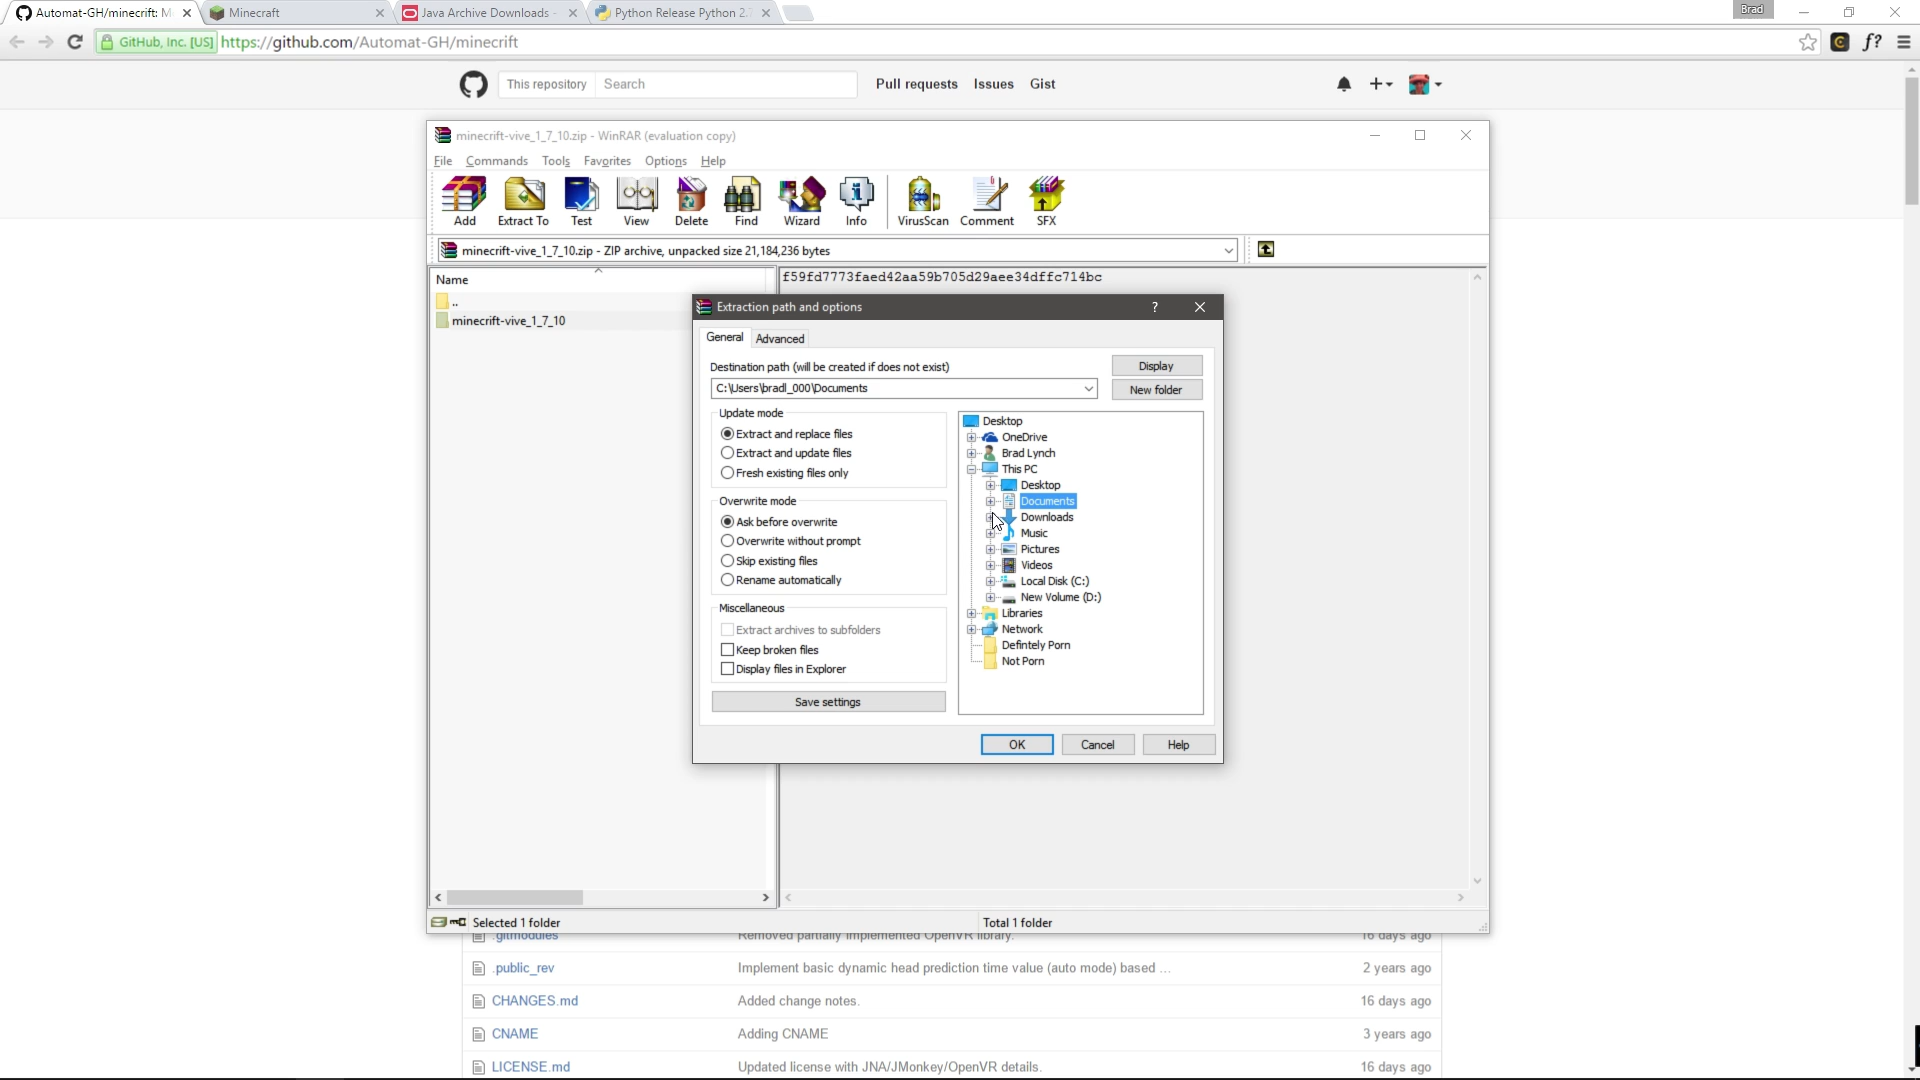 Automat-GH/minecrift: M
Minecraft
Java Archive Downloads -
Python Release Python 2.7
Brad
GitHub, Inc. [US] https://github.com/Automat-GH/minecrift
f?
This repository Search Pull requests Issues Gist
minecrift-vive_1_7_10.zip - WinRAR (evaluation copy)
File Commands Tools Favorites Options Help
Add Extract To Test View Delete Find Wizard Info VirusScan Comment SFX
minecrift-vive_1_7_10.zip - ZIP archive, unpacked size 21,184,236 bytes
Name
..
minecrift-vive_1_7_10
f59fd7773faed42aa59b705d29aee34dffc714bc
Extraction path and options ?
General Advanced
Destination path (will be created if does not exist)
Display
C:\Users\bradl_000\Documents
New folder
Update mode
Extract and replace files
Extract and update files
Fresh existing files only
Overwrite mode
Ask before overwrite
Overwrite without prompt
Skip existing files
Rename automatically
Miscellaneous
Extract archives to subfolders
Keep broken files
Display files in Explorer
Save settings
Desktop
OneDrive
Brad Lynch
This PC
Desktop
Documents
Downloads
Music
Pictures
Videos
Local Disk (C:)
New Volume (D:)
Libraries
Network
Defintely Porn
Not Porn
OK Cancel Help
Selected 1 folder Total 1 folder
.gitmodules Removed partially implemented OpenVR library. 16 days ago
.public_rev Implement basic dynamic head prediction time value (auto mode) based ... 2 years ago
CHANGES.md Added change notes. 16 days ago
CNAME Adding CNAME 3 years ago
LICENSE.md Updated license with JNA/JMonkey/OpenVR details. 16 days ago